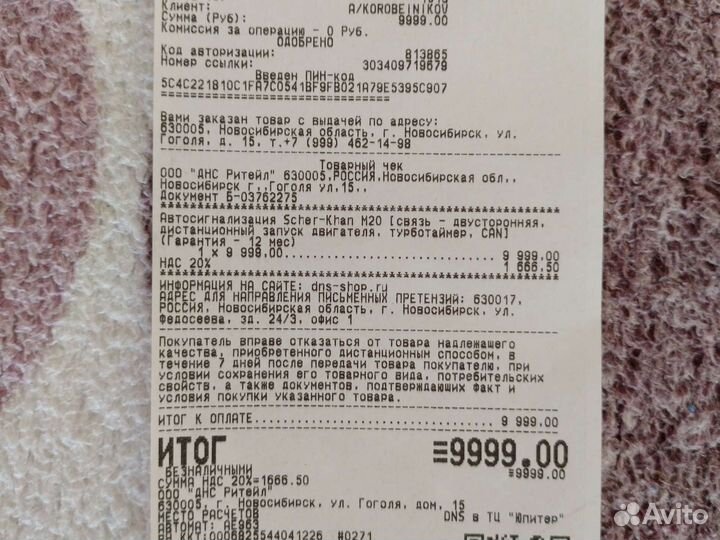 Клиент: A/KOROBEINIKOV
Сумма (Руб): 9999.00
Комиссия за операцию - 0 Руб.
ОДОБРЕНО
Код авторизации: 813865
Номер ссылки: 303409719679
Введен ПИН-код
5C4C221810C1FA7C0541BF9FB021A79E5395C907
===================================
Вами заказан товар с выдачей по адресу:
630005, Новосибирская область, г. Новосибирск, ул.
Гоголя, д. 15, т.+7 (999) 462-14-98
Товарный чек
ООО "ДНС Ритейл" 630005,РОССИЯ,Новосибирская обл,,
Новосибирск г,,Гоголя ул,15,,
Документ Б-03762275
Автосигнализация Scher-Khan M20 [связь - двусторонняя,
дистанционный запуск двигателя, турботаймер, CAN]
(Гарантия - 12 мес)
1 x 9 999.00 9 999.00
НДС 20% 1 666.50
ИНФОРМАЦИЯ НА САЙТЕ: dns-shop.ru
АДРЕС ДЛЯ НАПРАВЛЕНИЯ ПИСЬМЕННЫХ ПРЕТЕНЗИЙ: 630017,
РОССИЯ, Новосибирская область, г. Новосибирск, ул.
Федосеева, зд. 24/3, офис 1
Покупатель вправе отказаться от товара надлежащего
качества, приобретенного дистанционным способом, в
течение 7 дней после передачи товара покупателю, при
условии сохранения его товарного вида, потребительских
свойств, а также документов, подтверждающих факт и
условия покупки указанного товара.
ИТОГ К ОПЛАТЕ 9 999.00
ИТОГ ≡9999.00
БЕЗНАЛИЧНЫМИ ≡9999.00
СУММА НДС 20%=1666.50
ООО "ДНС Ритейл"
630005, г. Новосибирск, ул. Гоголя, дом. 15
МЕСТО РАСЧЕТОВ DNS в ТЦ "Юпитер"
АВТОМАТ: AE963
РН ККТ:0006825544041226 #0271
Avito